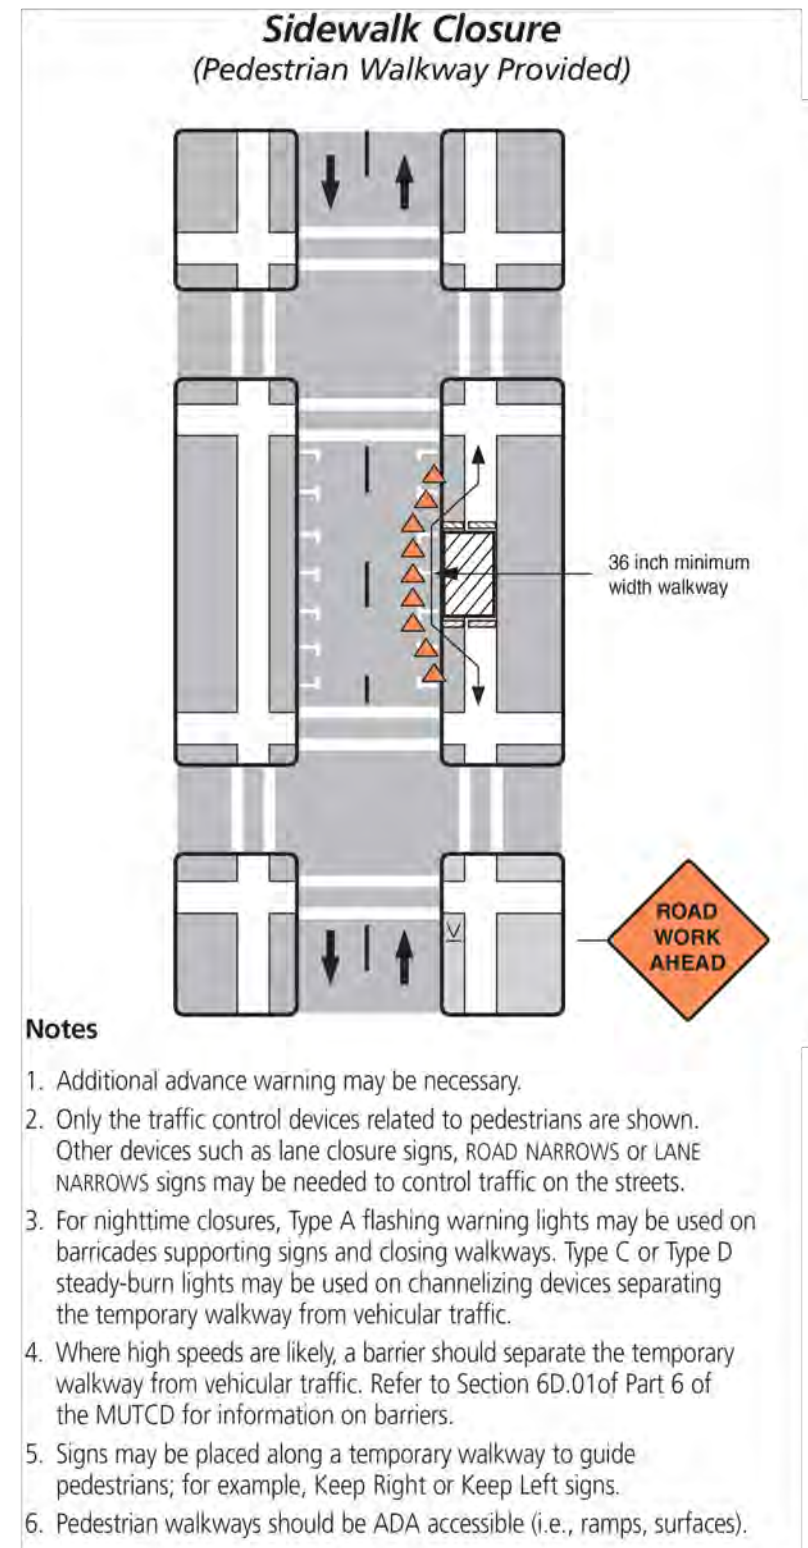 Sidewalk Closure
(Pedestrian Walkway Provided)
36 inch minimum
width walkway
ROAD
WORK
AHEAD
Notes
1. Additional advance warning may be necessary.
2. Only the traffic control devices related to pedestrians are shown.
Other devices such as lane closure signs, ROAD NARROWS or LANE
NARROWS signs may be needed to control traffic on the streets.
3. For nighttime closures, Type A flashing warning lights may be used on
barricades supporting signs and closing walkways. Type C or Type D
steady-burn lights may be used on channelizing devices separating
the temporary walkway from vehicular traffic.
4. Where high speeds are likely, a barrier should separate the temporary
walkway from vehicular traffic. Refer to Section 6D.01of Part 6 of
the MUTCD for information on barriers.
5. Signs may be placed along a temporary walkway to guide
pedestrians; for example, Keep Right or Keep Left signs.
6. Pedestrian walkways should be ADA accessible (i.e., ramps, surfaces).